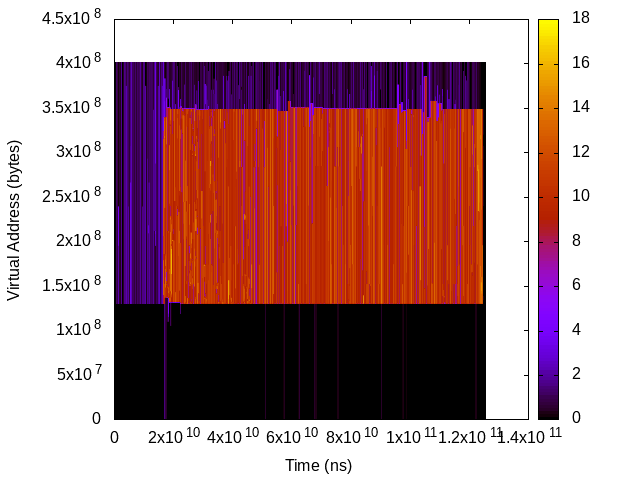 4.5x10^8
4x10^8
3.5x10^8
3x10^8
2.5x10^8
2x10^8
1.5x10^8
1x10^8
5x10^7
0
Virtual Address (bytes)
0 2x10^10 4x10^10 6x10^10 8x10^10 1x10^11 1.2x10^11 1.4x10^11
Time (ns)
18
16
14
12
10
8
6
4
2
0